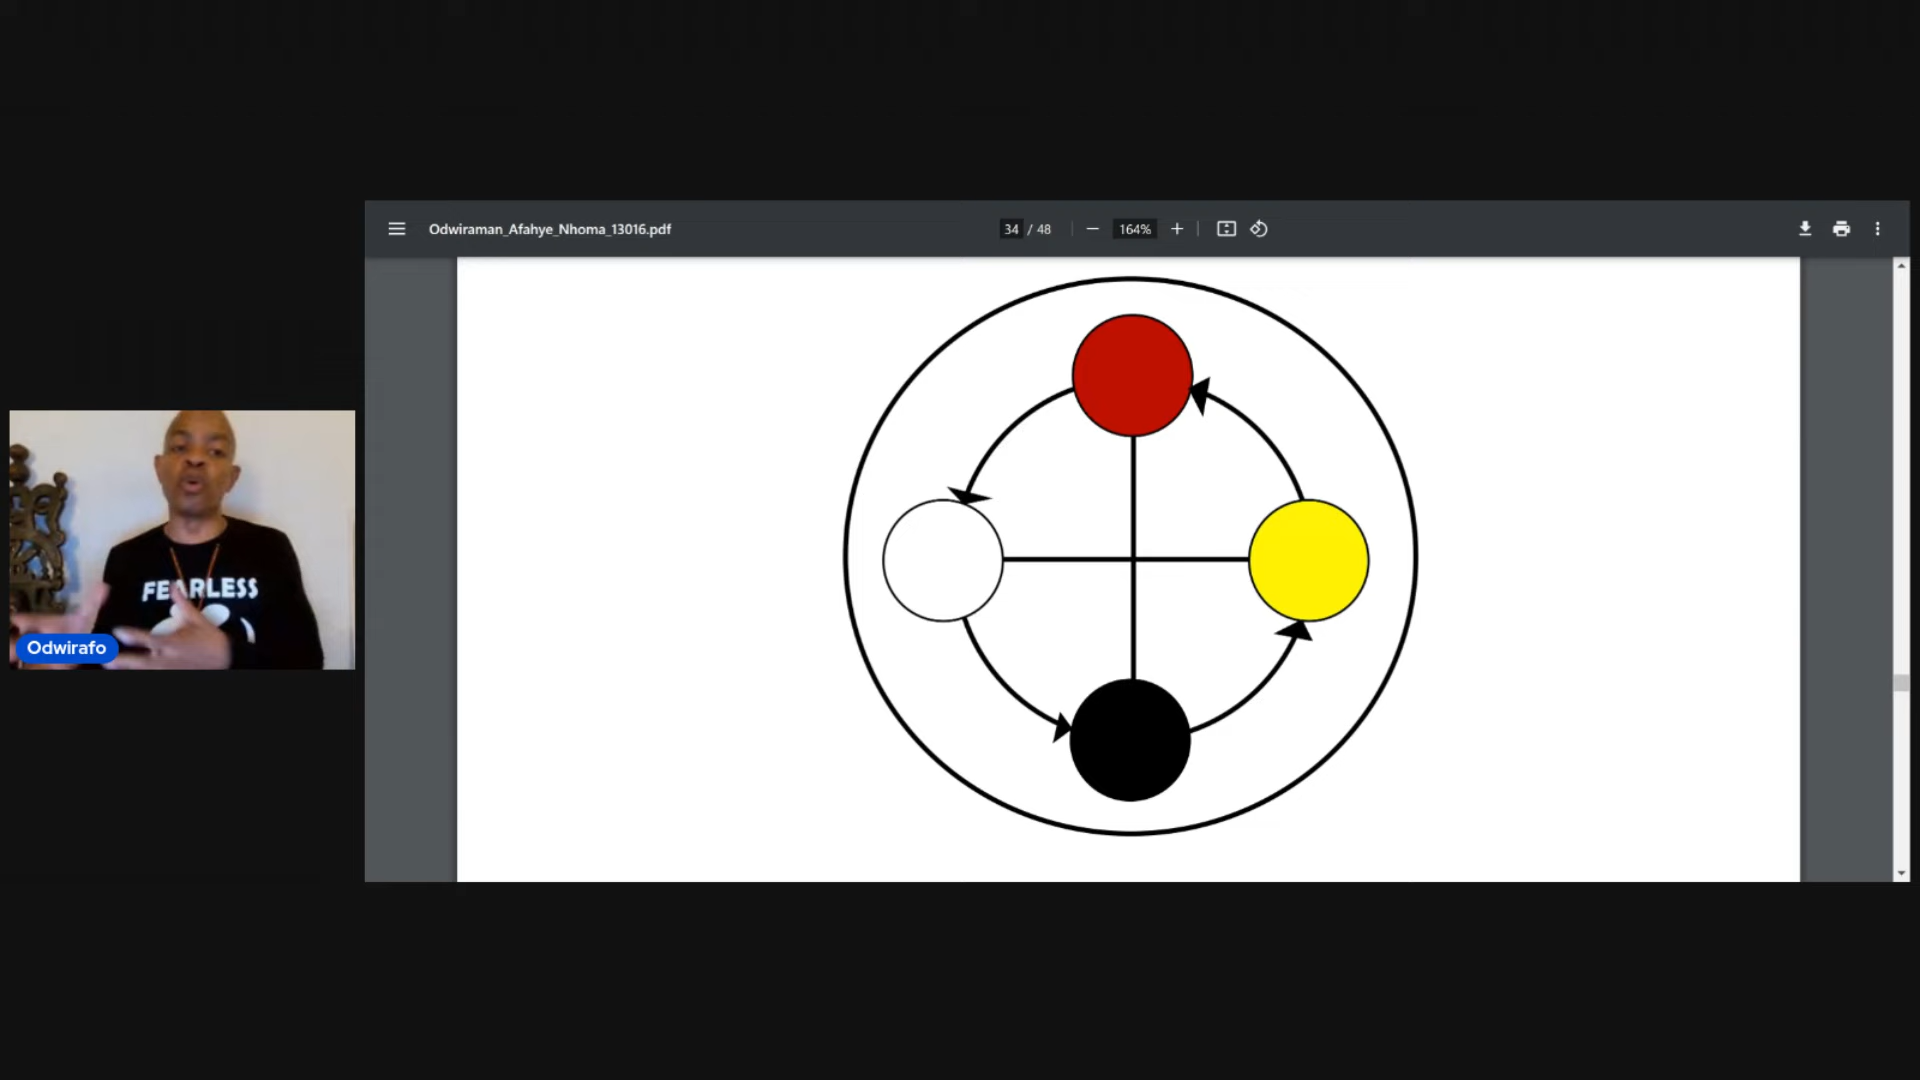 Odwiraman_Afahye_Nhoma_13016.pdf
34 / 48
164%
FEARLESS
Odwirafo